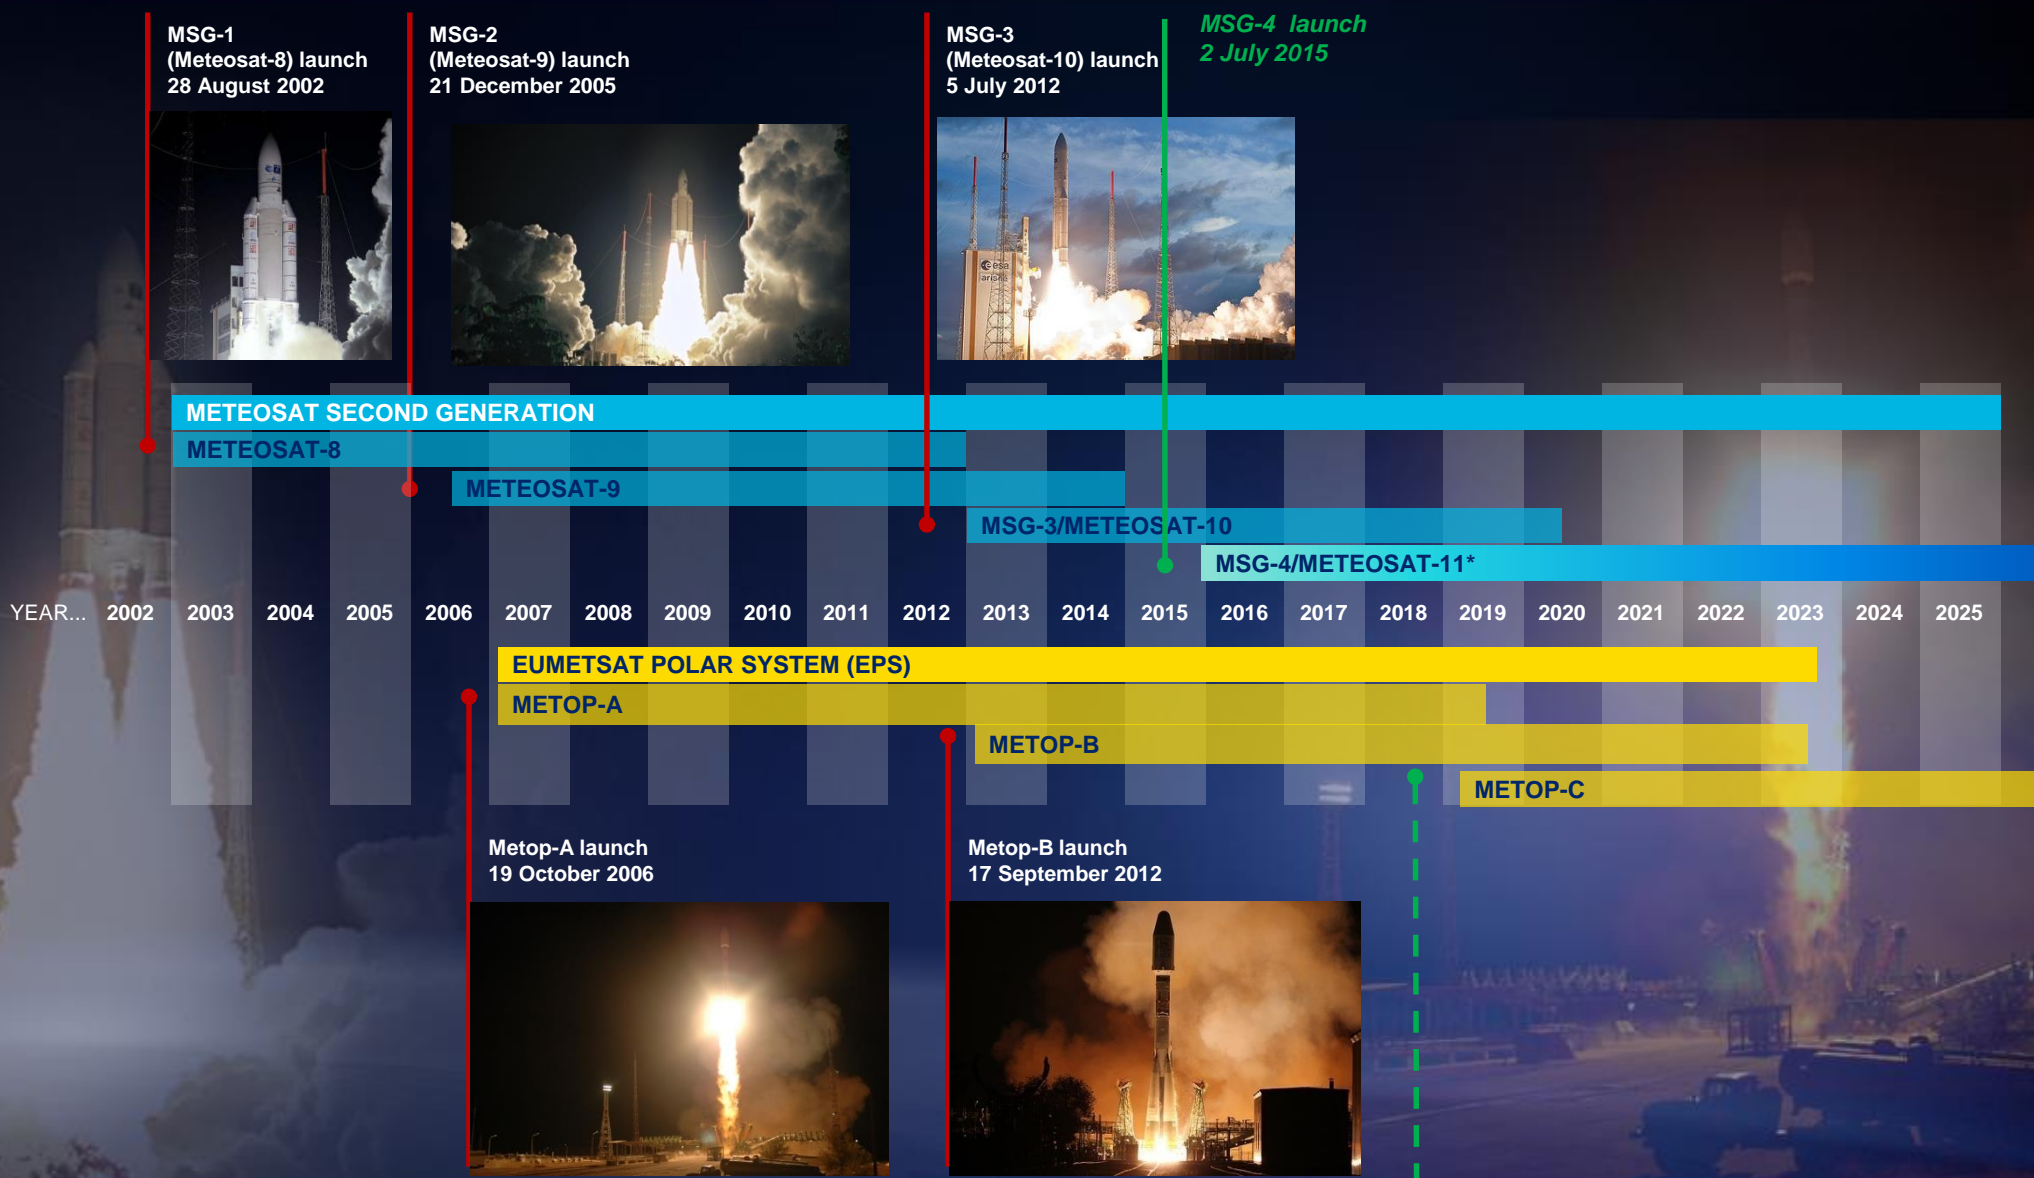 MSG-1
(Meteosat-8) launch
28 August 2002
MSG-2
(Meteosat-9) launch
21 December 2005
MSG-3
(Meteosat-10) launch
5 July 2012
MSG-4 launch
2 July 2015
esa
ariane
METEOSAT SECOND GENERATION
METEOSAT-8
METEOSAT-9
MSG-3/METEOSAT-10
MSG-4/METEOSAT-11*
YEAR... 2002 2003 2004 2005 2006 2007 2008 2009 2010 2011 2012 2013 2014 2015 2016 2017 2018 2019 2020 2021 2022 2023 2024 2025
EUMETSAT POLAR SYSTEM (EPS)
METOP-A
METOP-B
METOP-C
Metop-A launch
19 October 2006
Metop-B launch
17 September 2012